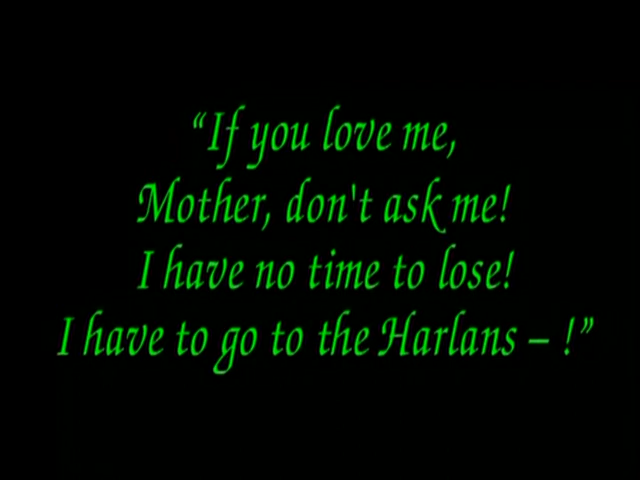 “If you love me,
Mother, don't ask me!
I have no time to lose!
I have to go to the Harlans – !”